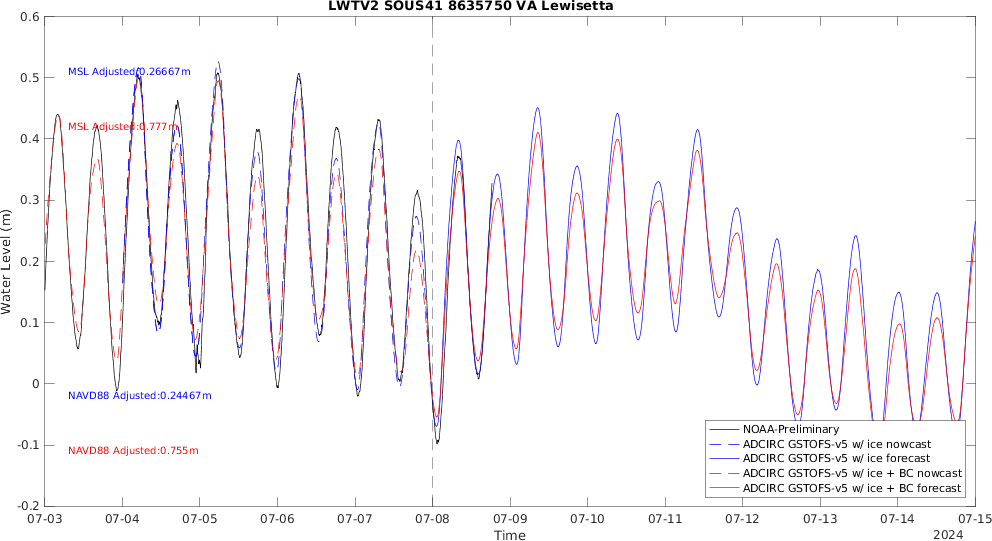 LWTV2 SOUS41 8635750 VA Lewisetta
0.6
0.5
0.4
0.3
0.2
0.1
0
-0.1
-0.2
Water Level (m)
MSL Adjusted:0.26667m
MSL Adjusted:0.777m
NAVD88 Adjusted:0.24467m
NAVD88 Adjusted:0.755m
NOAA-Preliminary
ADCIRC GSTOFS-v5 w/ ice nowcast
ADCIRC GSTOFS-v5 w/ ice forecast
ADCIRC GSTOFS-v5 w/ ice + BC nowcast
ADCIRC GSTOFS-v5 w/ ice + BC forecast
07-03 07-04 07-05 07-06 07-07 07-08 07-09 07-10 07-11 07-12 07-13 07-14 07-15
Time
2024